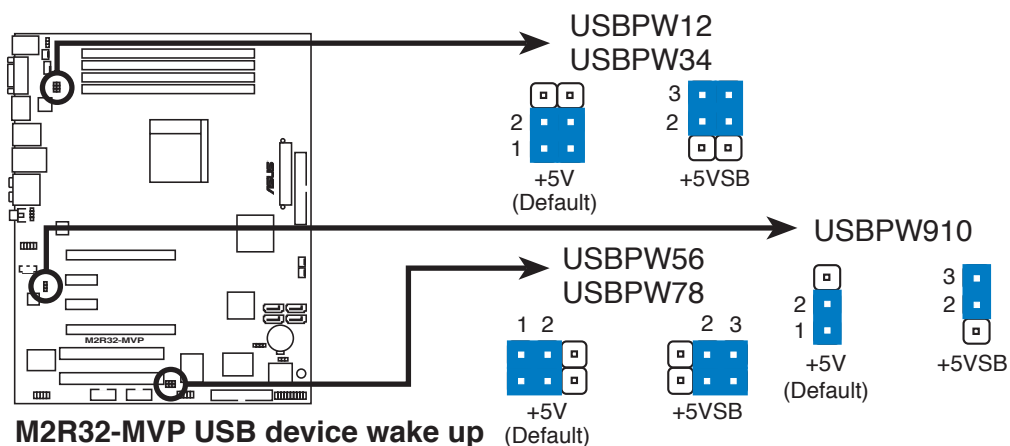 USBPW12
USBPW34
2
1
+5V
(Default)
3
2
+5VSB
USBPW910
2
1
+5V
(Default)
3
2
+5VSB
USBPW56
USBPW78
1 2
+5V
(Default)
2 3
+5VSB
/ISUS
M2R32-MVP
M2R32-MVP USB device wake up